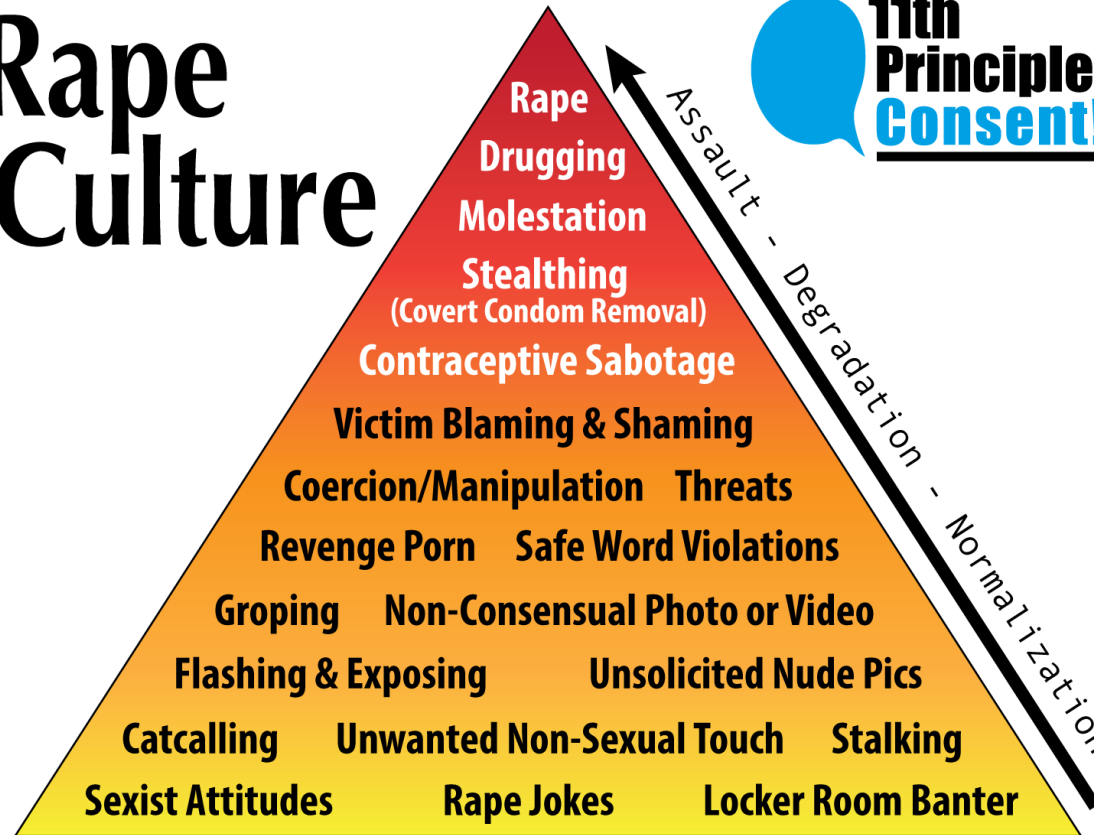 Rape
Culture
11th
Principle
Consent!
Assault - Degradation - Normalization
Rape
Drugging
Molestation
Stealthing
(Covert Condom Removal)
Contraceptive Sabotage
Victim Blaming & Shaming
Coercion/Manipulation Threats
Revenge Porn Safe Word Violations
Groping Non-Consensual Photo or Video
Flashing & Exposing Unsolicited Nude Pics
Catcalling Unwanted Non-Sexual Touch Stalking
Sexist Attitudes Rape Jokes Locker Room Banter